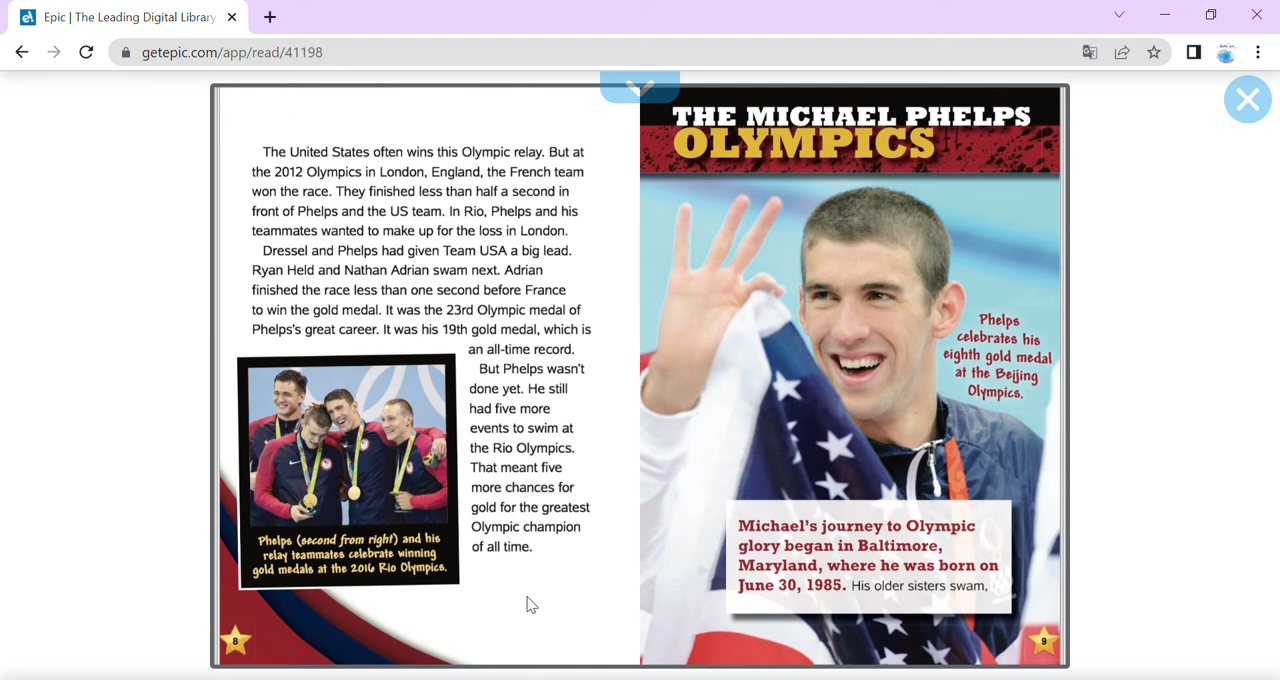 Epic | The Leading Digital Library
getepic.com/app/read/41198
The United States often wins this Olympic relay. But at
the 2012 Olympics in London, England, the French team
won the race. They finished less than half a second in
front of Phelps and the US team. In Rio, Phelps and his
teammates wanted to make up for the loss in London.
Dressel and Phelps had given Team USA a big lead.
Ryan Held and Nathan Adrian swam next. Adrian
finished the race less than one second before France
to win the gold medal. It was the 23rd Olympic medal of
Phelps's great career. It was his 19th gold medal, which is
an all-time record.
But Phelps wasn't
done yet. He still
had five more
events to swim at
the Rio Olympics.
That meant five
more chances for
gold for the greatest
Olympic champion
of all time.
Phelps (second from right) and his
relay teammates celebrate winning
gold medals at the 2016 Rio Olympics.
8
THE MICHAEL PHELPS
OLYMPICS
Phelps
celebrates his
eighth gold medal
at the Beijing
Olympics.
Michael's journey to Olympic
glory began in Baltimore,
Maryland, where he was born on
June 30, 1985. His older sisters swam,
9